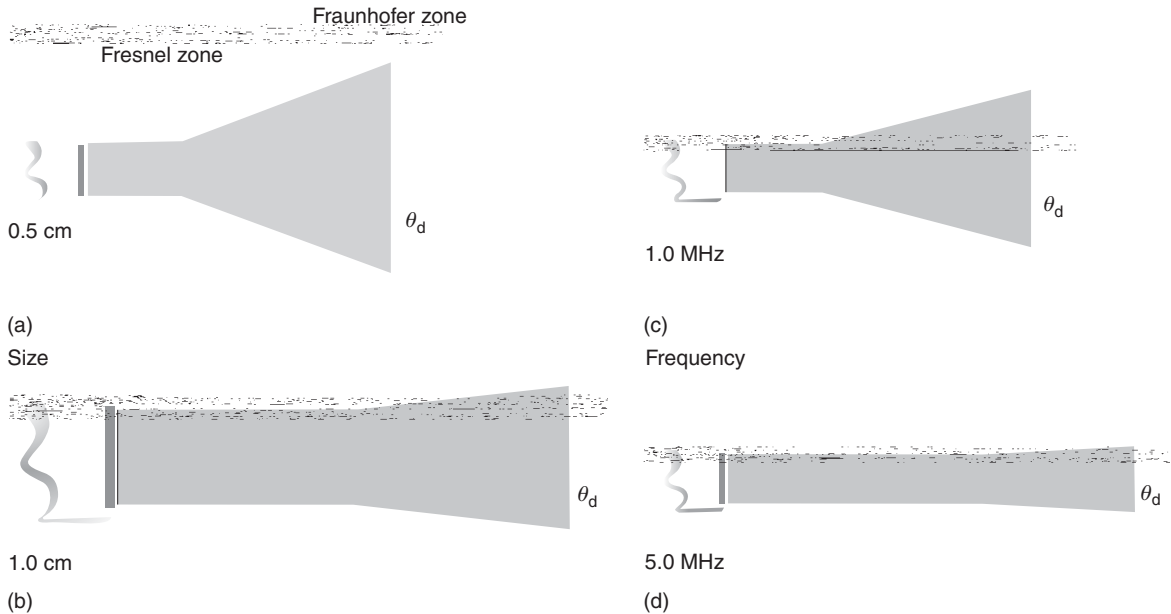 Fraunhofer zone
Fresnel zone
0.5 cm
θd
(a)
Size
1.0 cm
θd
(b)
1.0 MHz
θd
(c)
Frequency
5.0 MHz
θd
(d)